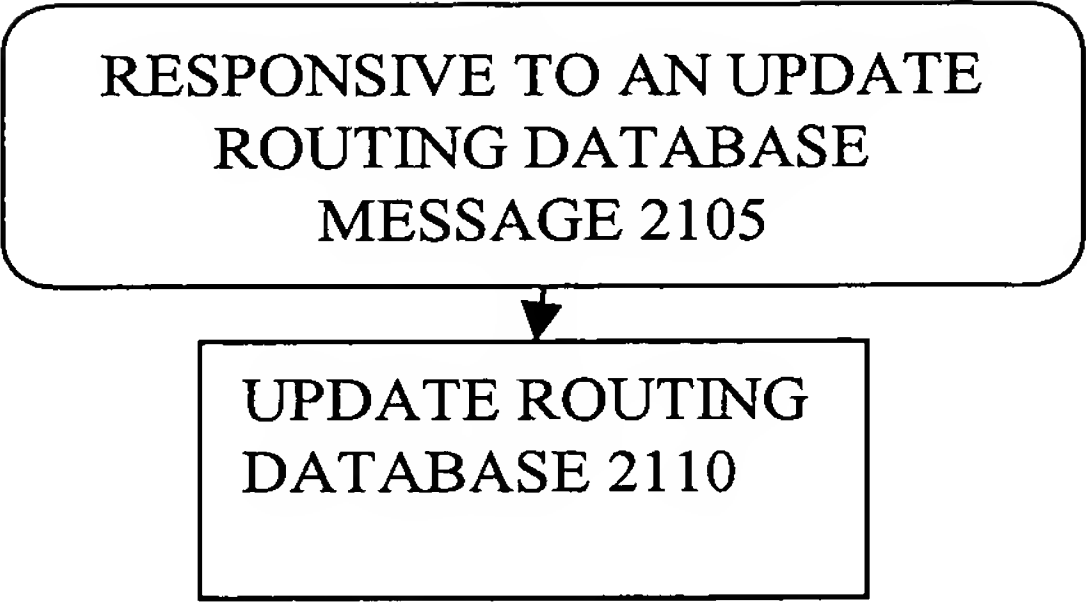 RESPONSIVE TO AN UPDATE
ROUTING DATABASE
MESSAGE 2105
UPDATE ROUTING
DATABASE 2110